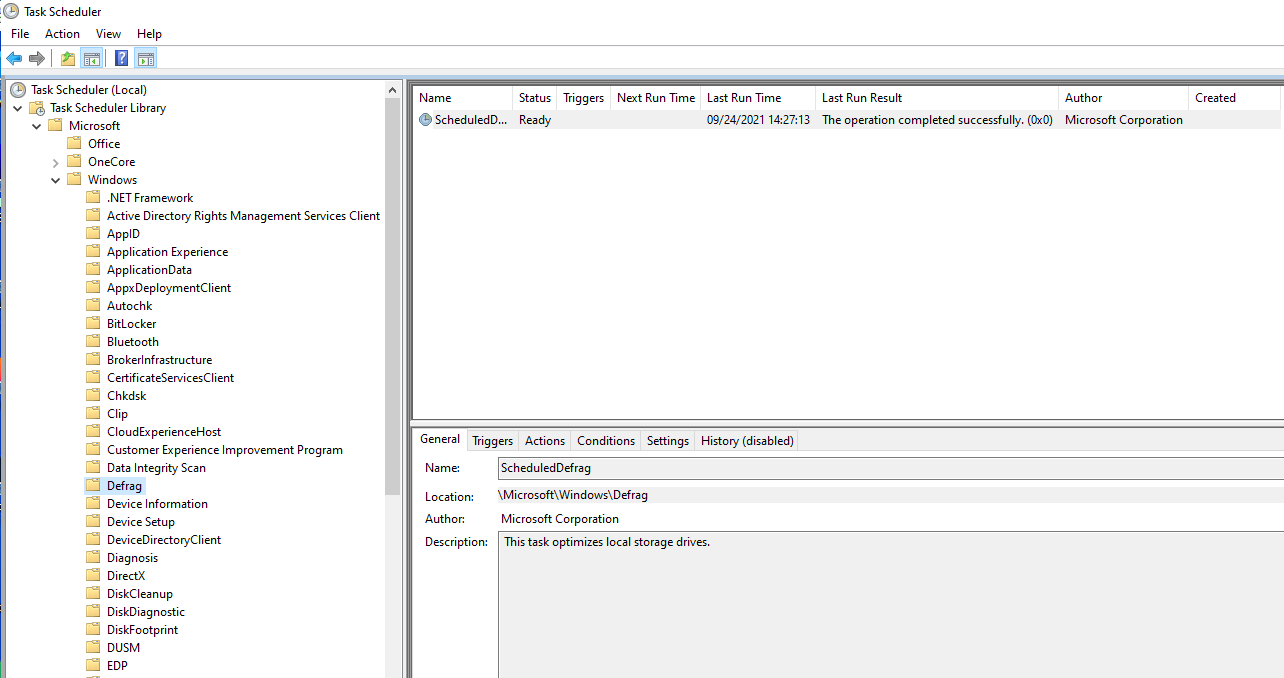 Task Scheduler
File Action View Help
Task Scheduler (Local)
Task Scheduler Library
Microsoft
Office
OneCore
Windows
.NET Framework
Active Directory Rights Management Services Client
AppID
Application Experience
ApplicationData
AppxDeploymentClient
Autochk
BitLocker
Bluetooth
BrokerInfrastructure
CertificateServicesClient
Chkdsk
Clip
CloudExperienceHost
Customer Experience Improvement Program
Data Integrity Scan
Defrag
Device Information
Device Setup
DeviceDirectoryClient
Diagnosis
DirectX
DiskCleanup
DiskDiagnostic
DiskFootprint
DUSM
EDP
Name Status Triggers Next Run Time Last Run Time Last Run Result Author Created
ScheduledD... Ready 09/24/2021 14:27:13 The operation completed successfully. (0x0) Microsoft Corporation
General Triggers Actions Conditions Settings History (disabled)
Name: ScheduledDefrag
Location: \Microsoft\Windows\Defrag
Author: Microsoft Corporation
Description: This task optimizes local storage drives.